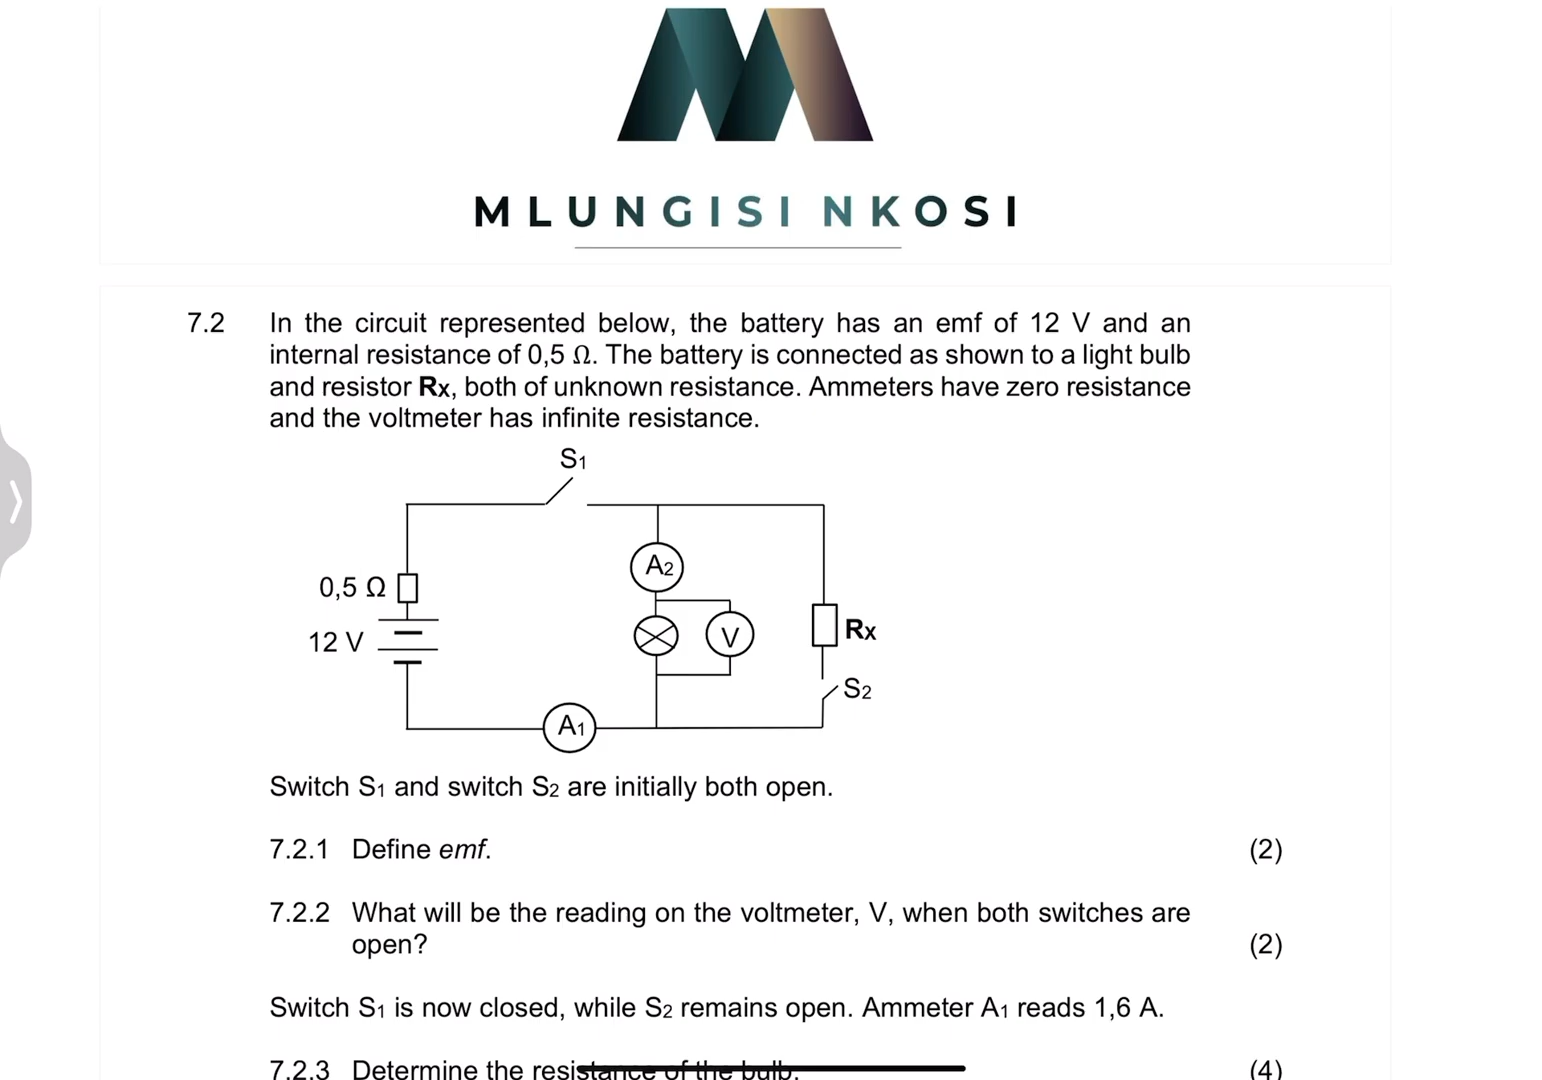 MLUNGISI NKOSI
7.2 In the circuit represented below, the battery has an emf of 12 V and an
internal resistance of 0,5 Ω. The battery is connected as shown to a light bulb
and resistor Rx, both of unknown resistance. Ammeters have zero resistance
and the voltmeter has infinite resistance.
S1
A2
0,5 Ω
12 V
V
Rx
S2
A1
Switch S1 and switch S2 are initially both open.
7.2.1 Define emf. (2)
7.2.2 What will be the reading on the voltmeter, V, when both switches are
open? (2)
Switch S1 is now closed, while S2 remains open. Ammeter A1 reads 1,6 A.
7.2.3 Determine the resistance of the bulb. (4)